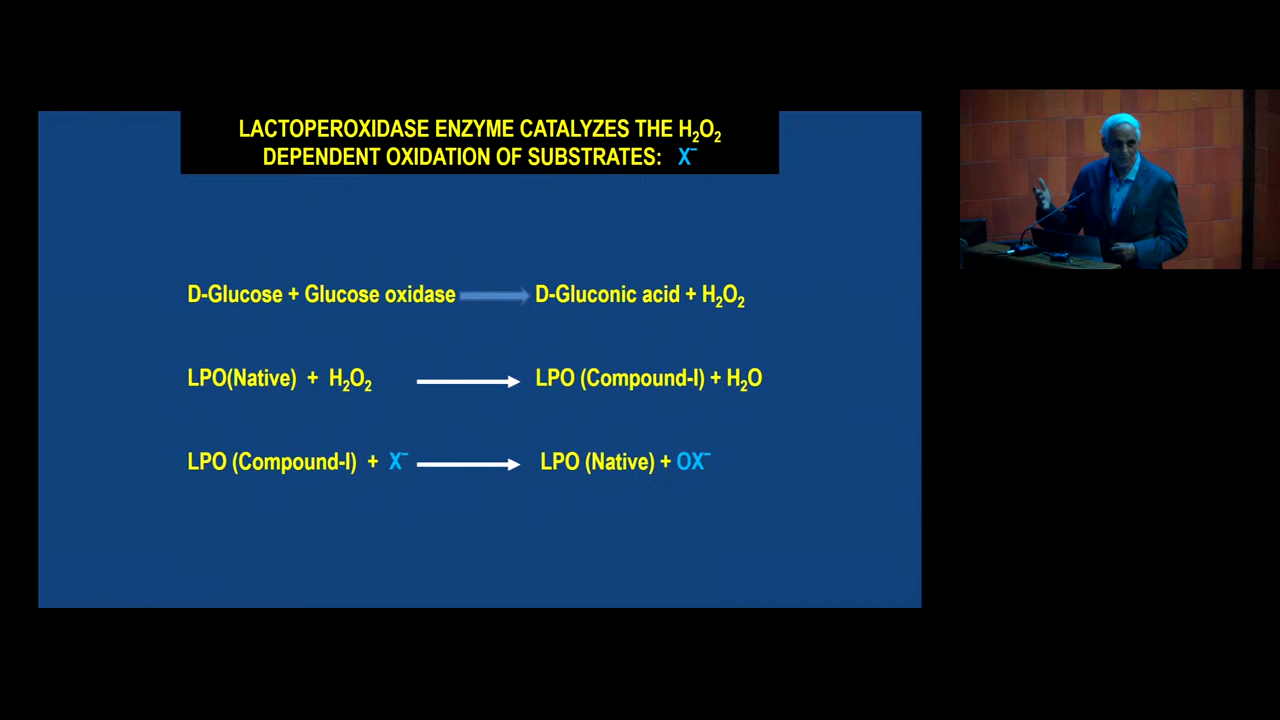 LACTOPEROXIDASE ENZYME CATALYZES THE H₂O₂
DEPENDENT OXIDATION OF SUBSTRATES: X⁻
D-Glucose + Glucose oxidase → D-Gluconic acid + H₂O₂
LPO(Native) + H₂O₂ → LPO (Compound-I) + H₂O
LPO (Compound-I) + X⁻ → LPO (Native) + OX⁻